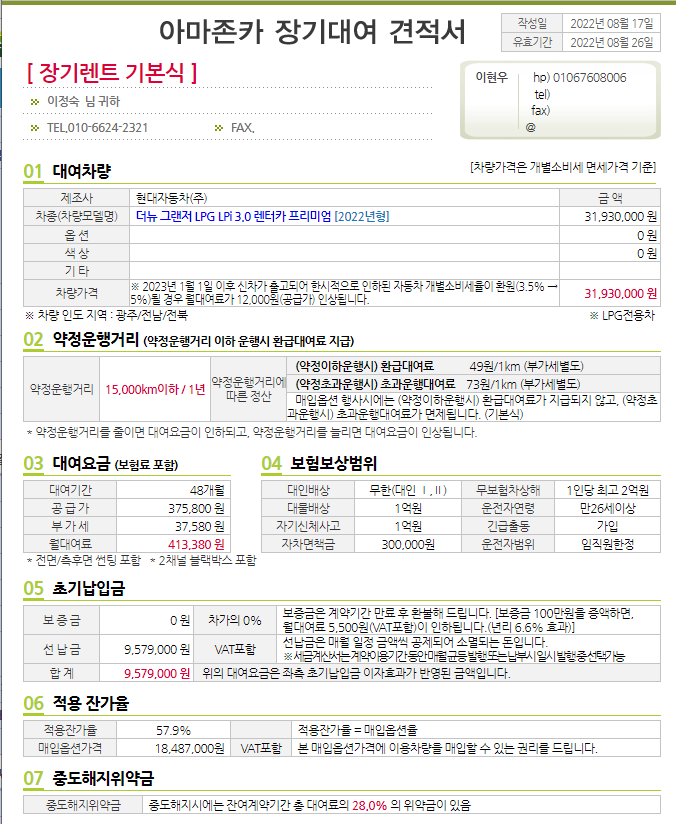 아마존카 장기대여 견적서
작성일 2022년 08월 17일
유효기간 2022년 08월 26일
[ 장기렌트 기본식 ]
이정숙 님 귀하
TEL.010-6624-2321 FAX.
이현우 hp) 01067608006
tel)
fax)
@
01 대여차량 [차량가격은 개별소비세 면세가격 기준]
제조사 현대자동차(주) 금 액
차종(차량모델명) 더뉴 그랜저 LPG LPi 3.0 렌터카 프리미엄 [2022년형] 31,930,000 원
옵 션 0 원
색 상 0 원
기 타
차량가격 ※ 2023년 1월 1일 이후 신차가 출고되어 한시적으로 인하된 자동차 개별소비세율이 환원(3.5% → 5%)될 경우 월대여료가 12,000원(공급가) 인상됩니다. 31,930,000 원
※ 차량 인도 지역 : 광주/전남/전북 ※ LPG전용차
02 약정운행거리 (약정운행거리 이하 운행시 환급대여료 지급)
약정운행거리 15,000km이하 / 1년 약정운행거리에 따른 정산
(약정이하운행시) 환급대여료 49원/1km (부가세별도)
(약정초과운행시) 초과운행대여료 73원/1km (부가세별도)
매입옵션 행사시에는 (약정이하운행시) 환급대여료가 지급되지 않고, (약정초
과운행시) 초과운행대여료가 면제됩니다. (기본식)
* 약정운행거리를 줄이면 대여요금이 인하되고, 약정운행거리를 늘리면 대여요금이 인상됩니다.
03 대여요금 (보험료 포함)
대여기간 48개월
공 급 가 375,800 원
부 가 세 37,580 원
월대여료 413,380 원
* 전면/측후면 썬팅 포함 * 2채널 블랙박스 포함
04 보험보상범위
대인배상 무한(대인 Ⅰ,Ⅱ) 무보험차상해 1인당 최고 2억원
대물배상 1억원 운전자연령 만26세이상
자기신체사고 1억원 긴급출동 가입
자차면책금 300,000원 운전자범위 임직원한정
05 초기납입금
보 증 금 0 원 차가의 0% 보증금은 계약기간 만료 후 환불해 드립니다. [보증금 100만원을 증액하면,
월대여료 5,500원(VAT포함)이 인하됩니다.(년리 6.6% 효과)]
선 납 금 9,579,000 원 VAT포함 선납금은 매월 일정 금액씩 공제되어 소멸되는 돈입니다.
※ 세금계산서는 계약이용기간 동안 매월 균등 발행 또는 납부시 일시 발행 중 선택가능
합 계 9,579,000 원 위의 대여요금은 좌측 초기납입금 이자효과가 반영된 금액입니다.
06 적용 잔가율
적용잔가율 57.9% 적용잔가율 = 매입옵션율
매입옵션가격 18,487,000원 VAT포함 본 매입옵션가격에 이용차량을 매입할 수 있는 권리를 드립니다.
07 중도해지위약금
중도해지위약금 중도해지시에는 잔여계약기간 총 대여료의 28.0% 의 위약금이 있음